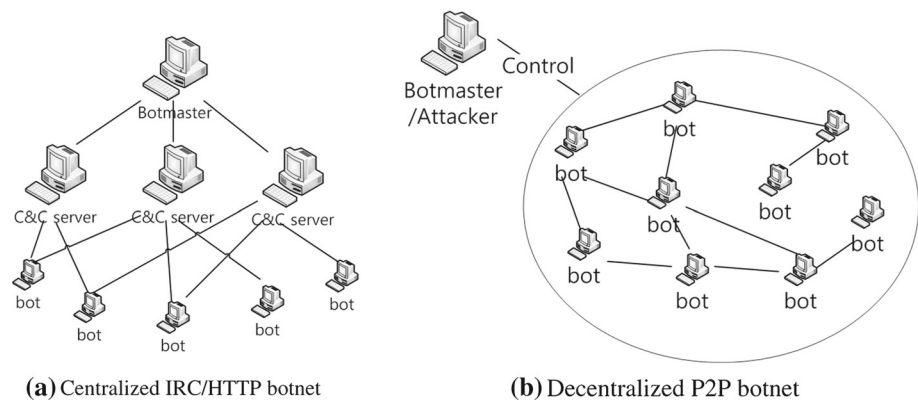 Botmaster
C&C server
C&C server
C&C server
bot
bot
bot
bot
bot
(a) Centralized IRC/HTTP botnet
Control
Botmaster
/Attacker
bot
bot
bot
bot
bot
bot
bot
bot
bot
(b) Decentralized P2P botnet